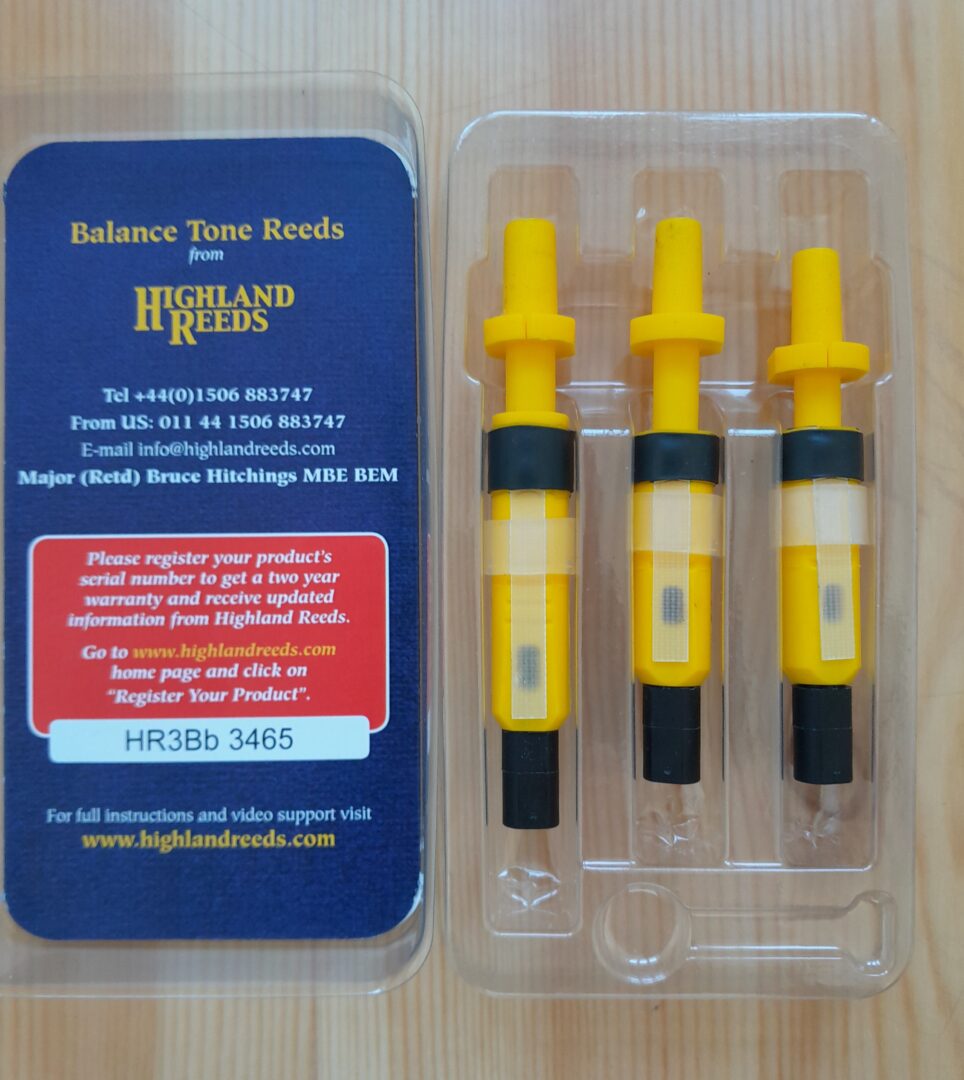 Balance Tone Reeds
from
HIGHLAND
REEDS
Tel +44(0)1506 883747
From US: 011 44 1506 883747
E-mail info@highlandreeds.com
Major (Retd) Bruce Hitchings MBE BEM
Please register your product's
serial number to get a two year
warranty and receive updated
information from Highland Reeds.
Go to www.highlandreeds.com
home page and click on
"Register Your Product".
HR3Bb 3465
For full instructions and video support visit
www.highlandreeds.com